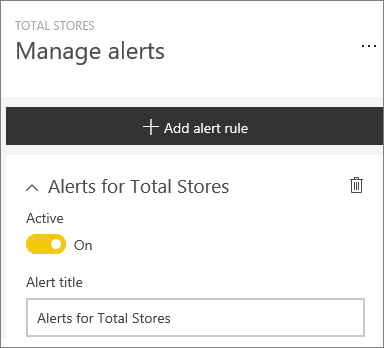 TOTAL STORES
Manage alerts
Add alert rule
Alerts for Total Stores
Active
On
Alert title
Alerts for Total Stores